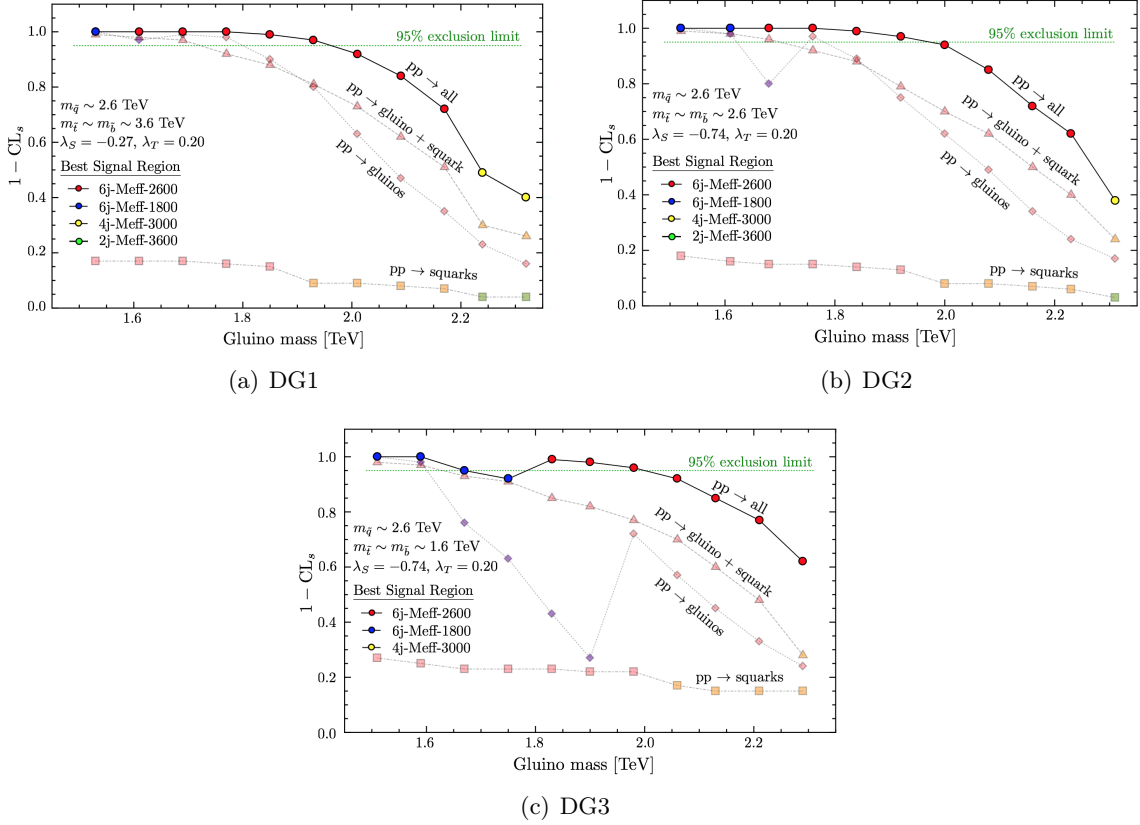 1.0
0.8
0.6
0.4
0.2
0.0
1 − CLₛ
95% exclusion limit
m_q̃ ∼ 2.6 TeV
m_t̃ ∼ m_b̃ ∼ 3.6 TeV
λ_S = −0.27, λ_T = 0.20
Best Signal Region
6j-Meff-2600
6j-Meff-1800
4j-Meff-3000
2j-Meff-3600
pp → all
pp → gluino + squark
pp → gluinos
pp → squarks
1.6 1.8 2.0 2.2
Gluino mass [TeV]
(a) DG1
1.0
0.8
0.6
0.4
0.2
0.0
1 − CLₛ
95% exclusion limit
m_q̃ ∼ 2.6 TeV
m_t̃ ∼ m_b̃ ∼ 2.6 TeV
λ_S = −0.74, λ_T = 0.20
Best Signal Region
6j-Meff-2600
6j-Meff-1800
4j-Meff-3000
2j-Meff-3600
pp → all
pp → gluino + squark
pp → gluinos
pp → squarks
1.6 1.8 2.0 2.2
Gluino mass [TeV]
(b) DG2
1.0
0.8
0.6
0.4
0.2
0.0
1 − CLₛ
95% exclusion limit
m_q̃ ∼ 2.6 TeV
m_t̃ ∼ m_b̃ ∼ 1.6 TeV
λ_S = −0.74, λ_T = 0.20
Best Signal Region
6j-Meff-2600
6j-Meff-1800
4j-Meff-3000
pp → all
pp → gluino + squark
pp → gluinos
pp → squarks
1.6 1.8 2.0 2.2
Gluino mass [TeV]
(c) DG3